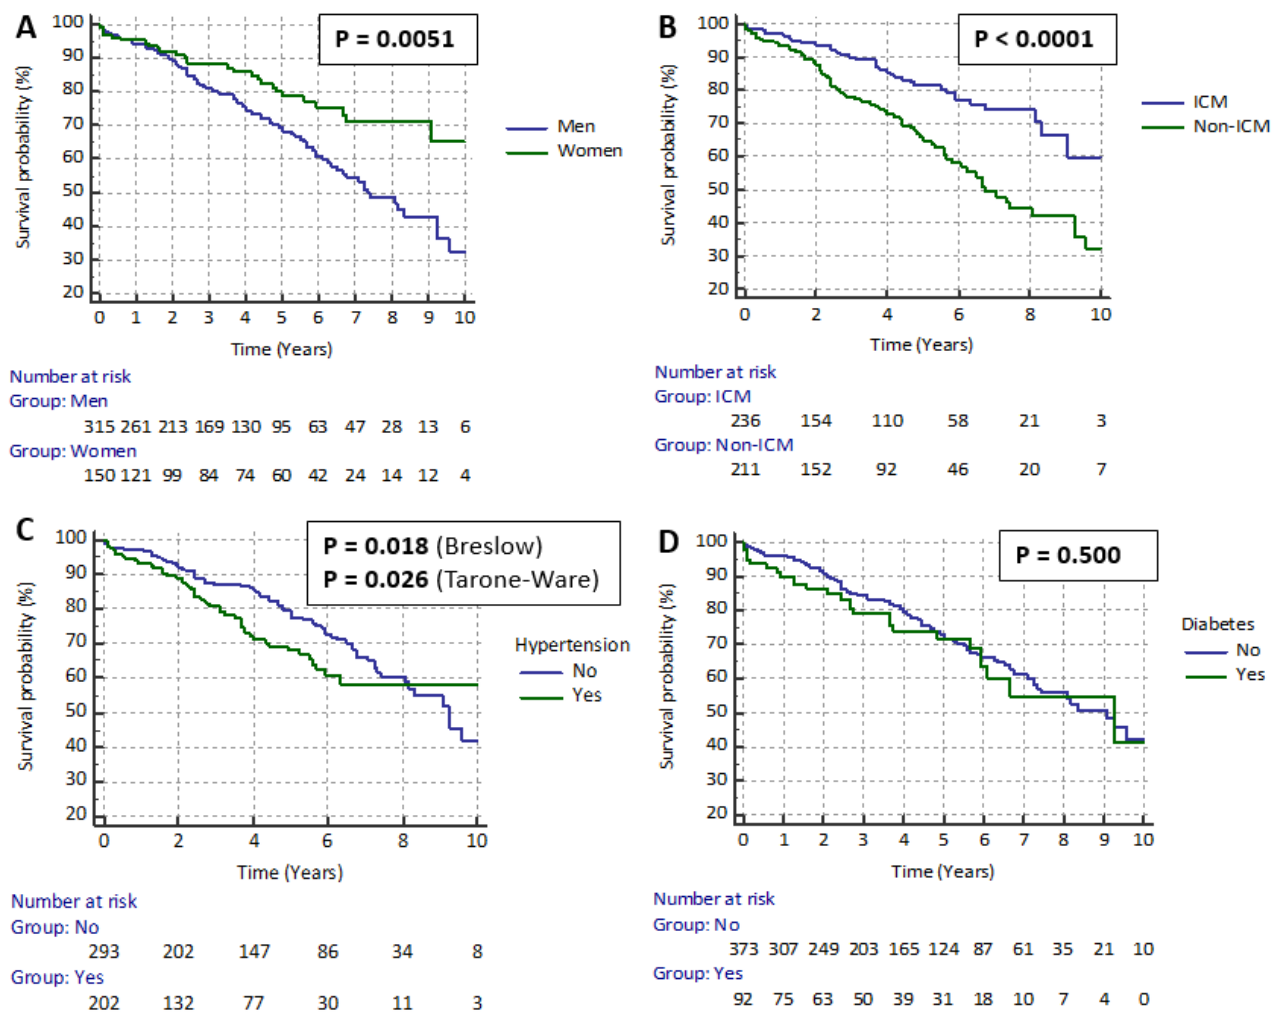 A
P = 0.0051
Survival probability (%)
100
90
80
70
60
50
40
30
20
0 1 2 3 4 5 6 7 8 9 10
Time (Years)
Men
Women
Number at risk
Group: Men
315 261 213 169 130 95 63 47 28 13 6
Group: Women
150 121 99 84 74 60 42 24 14 12 4
B
P < 0.0001
Survival probability (%)
100
90
80
70
60
50
40
30
20
0 2 4 6 8 10
Time (Years)
ICM
Non-ICM
Number at risk
Group: ICM
236 154 110 58 21 3
Group: Non-ICM
211 152 92 46 20 7
C
P = 0.018 (Breslow)
P = 0.026 (Tarone-Ware)
Survival probability (%)
100
90
80
70
60
50
40
30
20
0 2 4 6 8 10
Time (Years)
Hypertension
No
Yes
Number at risk
Group: No
293 202 147 86 34 8
Group: Yes
202 132 77 30 11 3
D
P = 0.500
Survival probability (%)
100
90
80
70
60
50
40
30
20
0 1 2 3 4 5 6 7 8 9 10
Time (Years)
Diabetes
No
Yes
Number at risk
Group: No
373 307 249 203 165 124 87 61 35 21 10
Group: Yes
92 75 63 50 39 31 18 10 7 4 0